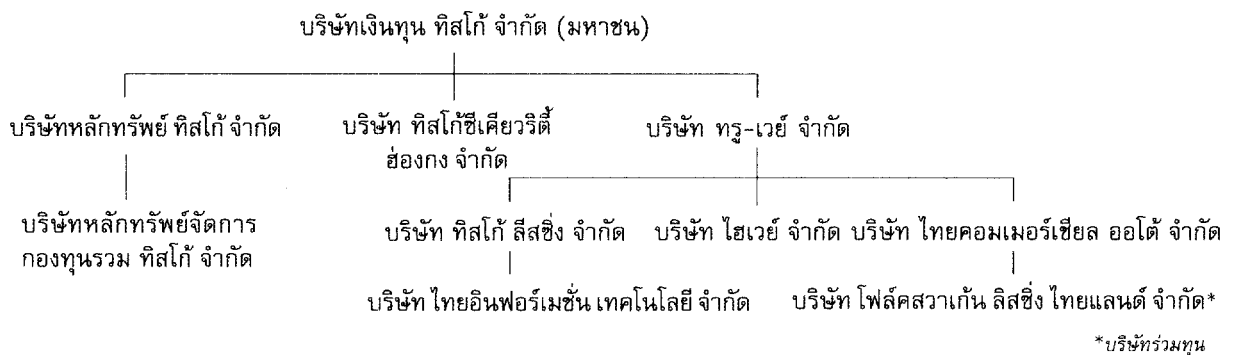 บริษัทเงินทุน ทิสโก้ จำกัด (มหาชน)
บริษัทหลักทรัพย์ ทิสโก้ จำกัด
บริษัท ทิสโก้ซีเคียวริตี้
ฮ่องกง จำกัด
บริษัท ทรู-เวย์ จำกัด
บริษัทหลักทรัพย์จัดการ
กองทุนรวม ทิสโก้ จำกัด
บริษัท ทิสโก้ ลีสซิ่ง จำกัด
บริษัท ไฮเวย์ จำกัด
บริษัท ไทยคอมเมอร์เชียล ออโต้ จำกัด
บริษัท ไทยอินฟอร์เมชั่น เทคโนโลยี จำกัด
บริษัท โฟล์คสวาเก้น ลิสซิ่ง ไทยแลนด์ จำกัด*
*บริษัทร่วมทุน